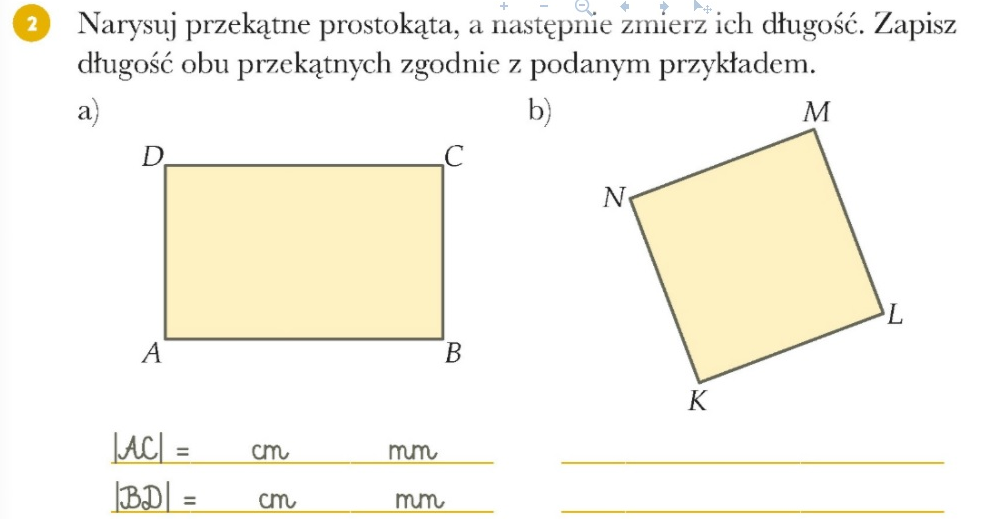 2 Narysuj przekątne prostokąta, a następnie zmierz ich długość. Zapisz
długość obu przekątnych zgodnie z podanym przykładem.
a) b)
M
D C
N
L
A B
K
|AC| = cm mm
|BD| = cm mm